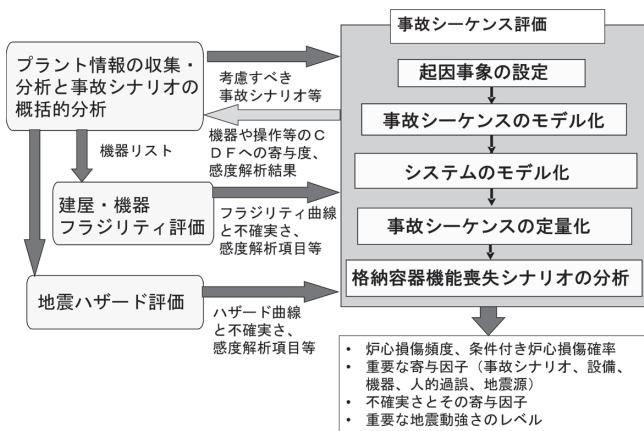 プラント情報の収集・
分析と事故シナリオの
概括的分析
考慮すべき
事故シナリオ等
機器や操作等のC
DFへの寄与度、
感度解析結果
機器リスト
建屋・機器
フラジリティ評価
フラジリティ曲線
と不確実さ、
感度解析項目等
地震ハザード評価
ハザード曲線
と不確実さ、
感度解析項目等
事故シーケンス評価
起因事象の設定
事故シーケンスのモデル化
システムのモデル化
事故シーケンスの定量化
格納容器機能喪失シナリオの分析
• 炉心損傷頻度、条件付き炉心損傷確率
• 重要な寄与因子（事故シナリオ、設備、
機器、人的過誤、地震源）
• 不確実さとその寄与因子
• 重要な地震動強さのレベル